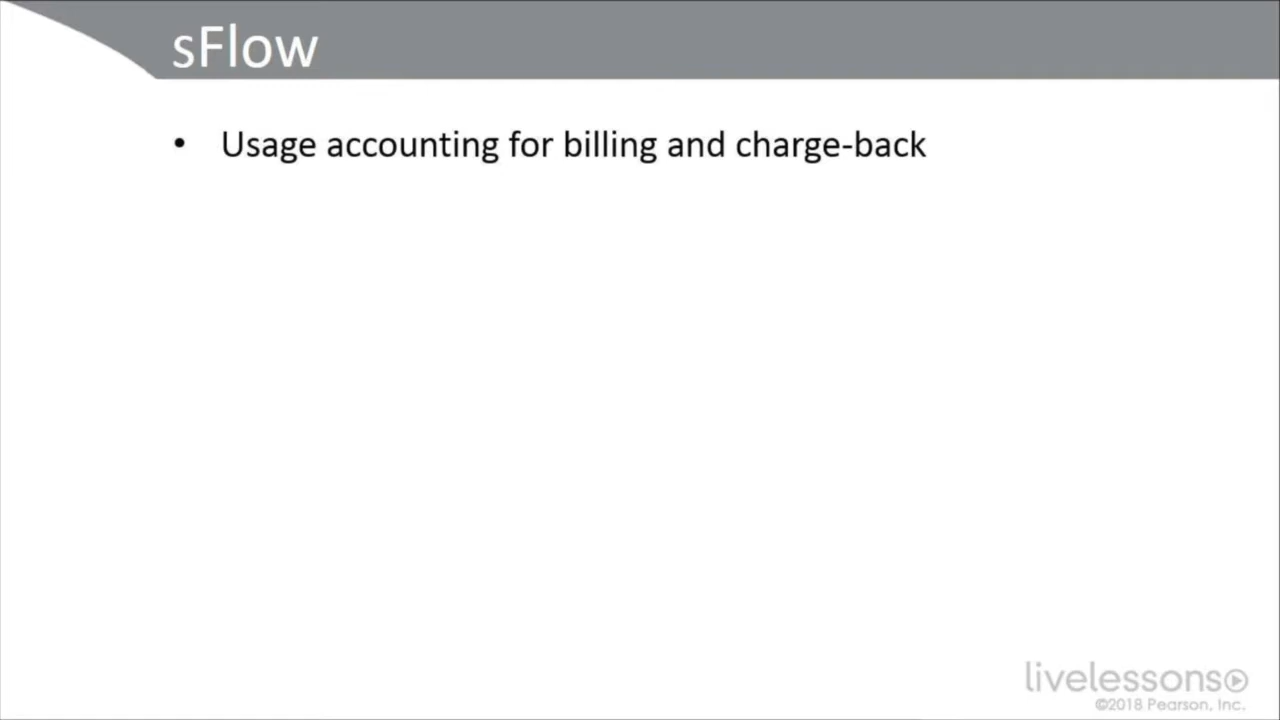 sFlow
• Usage accounting for billing and charge-back
livelessons
©2018 Pearson, Inc.